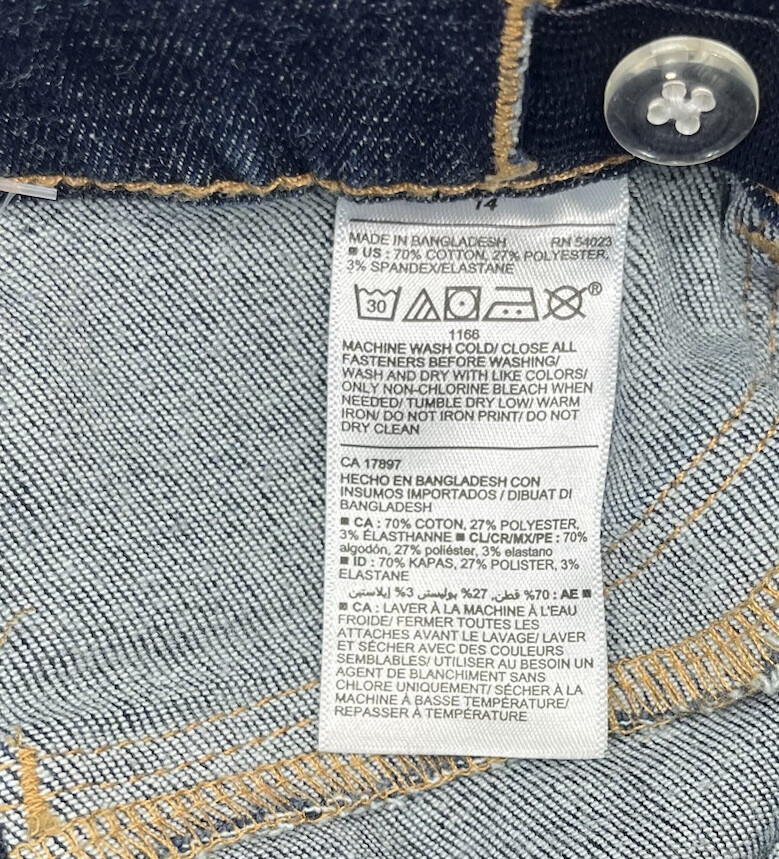 14
MADE IN BANGLADESH RN 54023
■ US : 70% COTTON, 27% POLYESTER,
3% SPANDEX/ELASTANE
30 ®
1166
MACHINE WASH COLD/ CLOSE ALL
FASTENERS BEFORE WASHING/
WASH AND DRY WITH LIKE COLORS/
ONLY NON-CHLORINE BLEACH WHEN
NEEDED/ TUMBLE DRY LOW/ WARM
IRON/ DO NOT IRON PRINT/ DO NOT
DRY CLEAN
CA 17897
HECHO EN BANGLADESH CON
INSUMOS IMPORTADOS / DIBUAT DI
BANGLADESH
■ CA : 70% COTON, 27% POLYESTER,
3% ÉLASTHANNE ■ CL/CR/MX/PE : 70%
algodón, 27% poliéster, 3% elastano
■ ID : 70% KAPAS, 27% POLISTER, 3%
ELASTANE
■ AE : 70% قطن, 27% بوليستر, 3% إيلاستين
■ CA : LAVER À LA MACHINE À L'EAU
FROIDE/ FERMER TOUTES LES
ATTACHES AVANT LE LAVAGE/ LAVER
ET SÉCHER AVEC DES COULEURS
SEMBLABLES/ UTILISER AU BESOIN UN
AGENT DE BLANCHIMENT SANS
CHLORE UNIQUEMENT/ SÉCHER À LA
MACHINE À BASSE TEMPÉRATURE/
REPASSER À TEMPÉRATURE